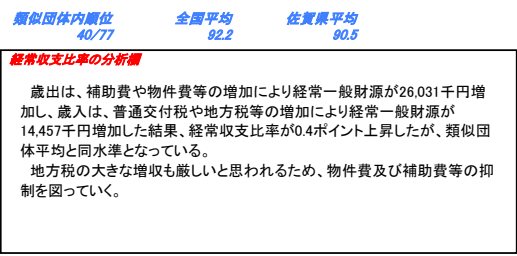 類似団体内順位 全国平均 佐賀県平均
40/77 92.2 90.5
経常収支比率の分析欄
歳出は、補助費や物件費等の増加により経常一般財源が26,031千円増
加し、歳入は、普通交付税や地方税等の増加により経常一般財源が
14,457千円増加した結果、経常収支比率が0.4ポイント上昇したが、類似団
体平均と同水準となっている。
地方税の大きな増収も厳しいと思われるため、物件費及び補助費等の抑
制を図っていく。